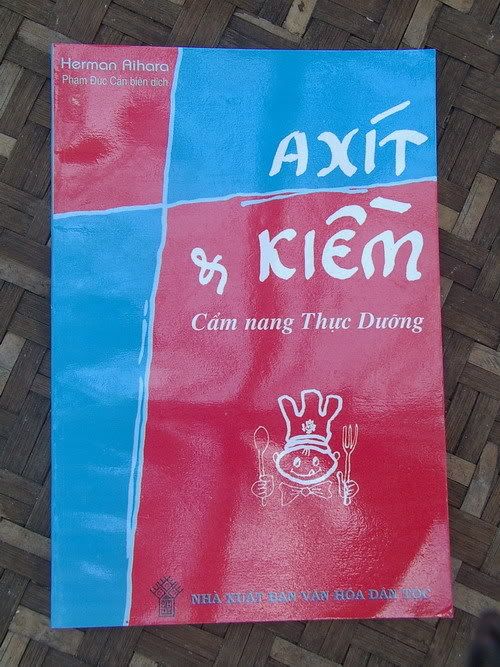 Herman Aihara
Phạm Đức Cẩn biên dịch
AXÍT
& KIỀM
Cẩm nang Thực Dưỡng
NHÀ XUẤT BẢN VĂN HÓA DÂN TỘC